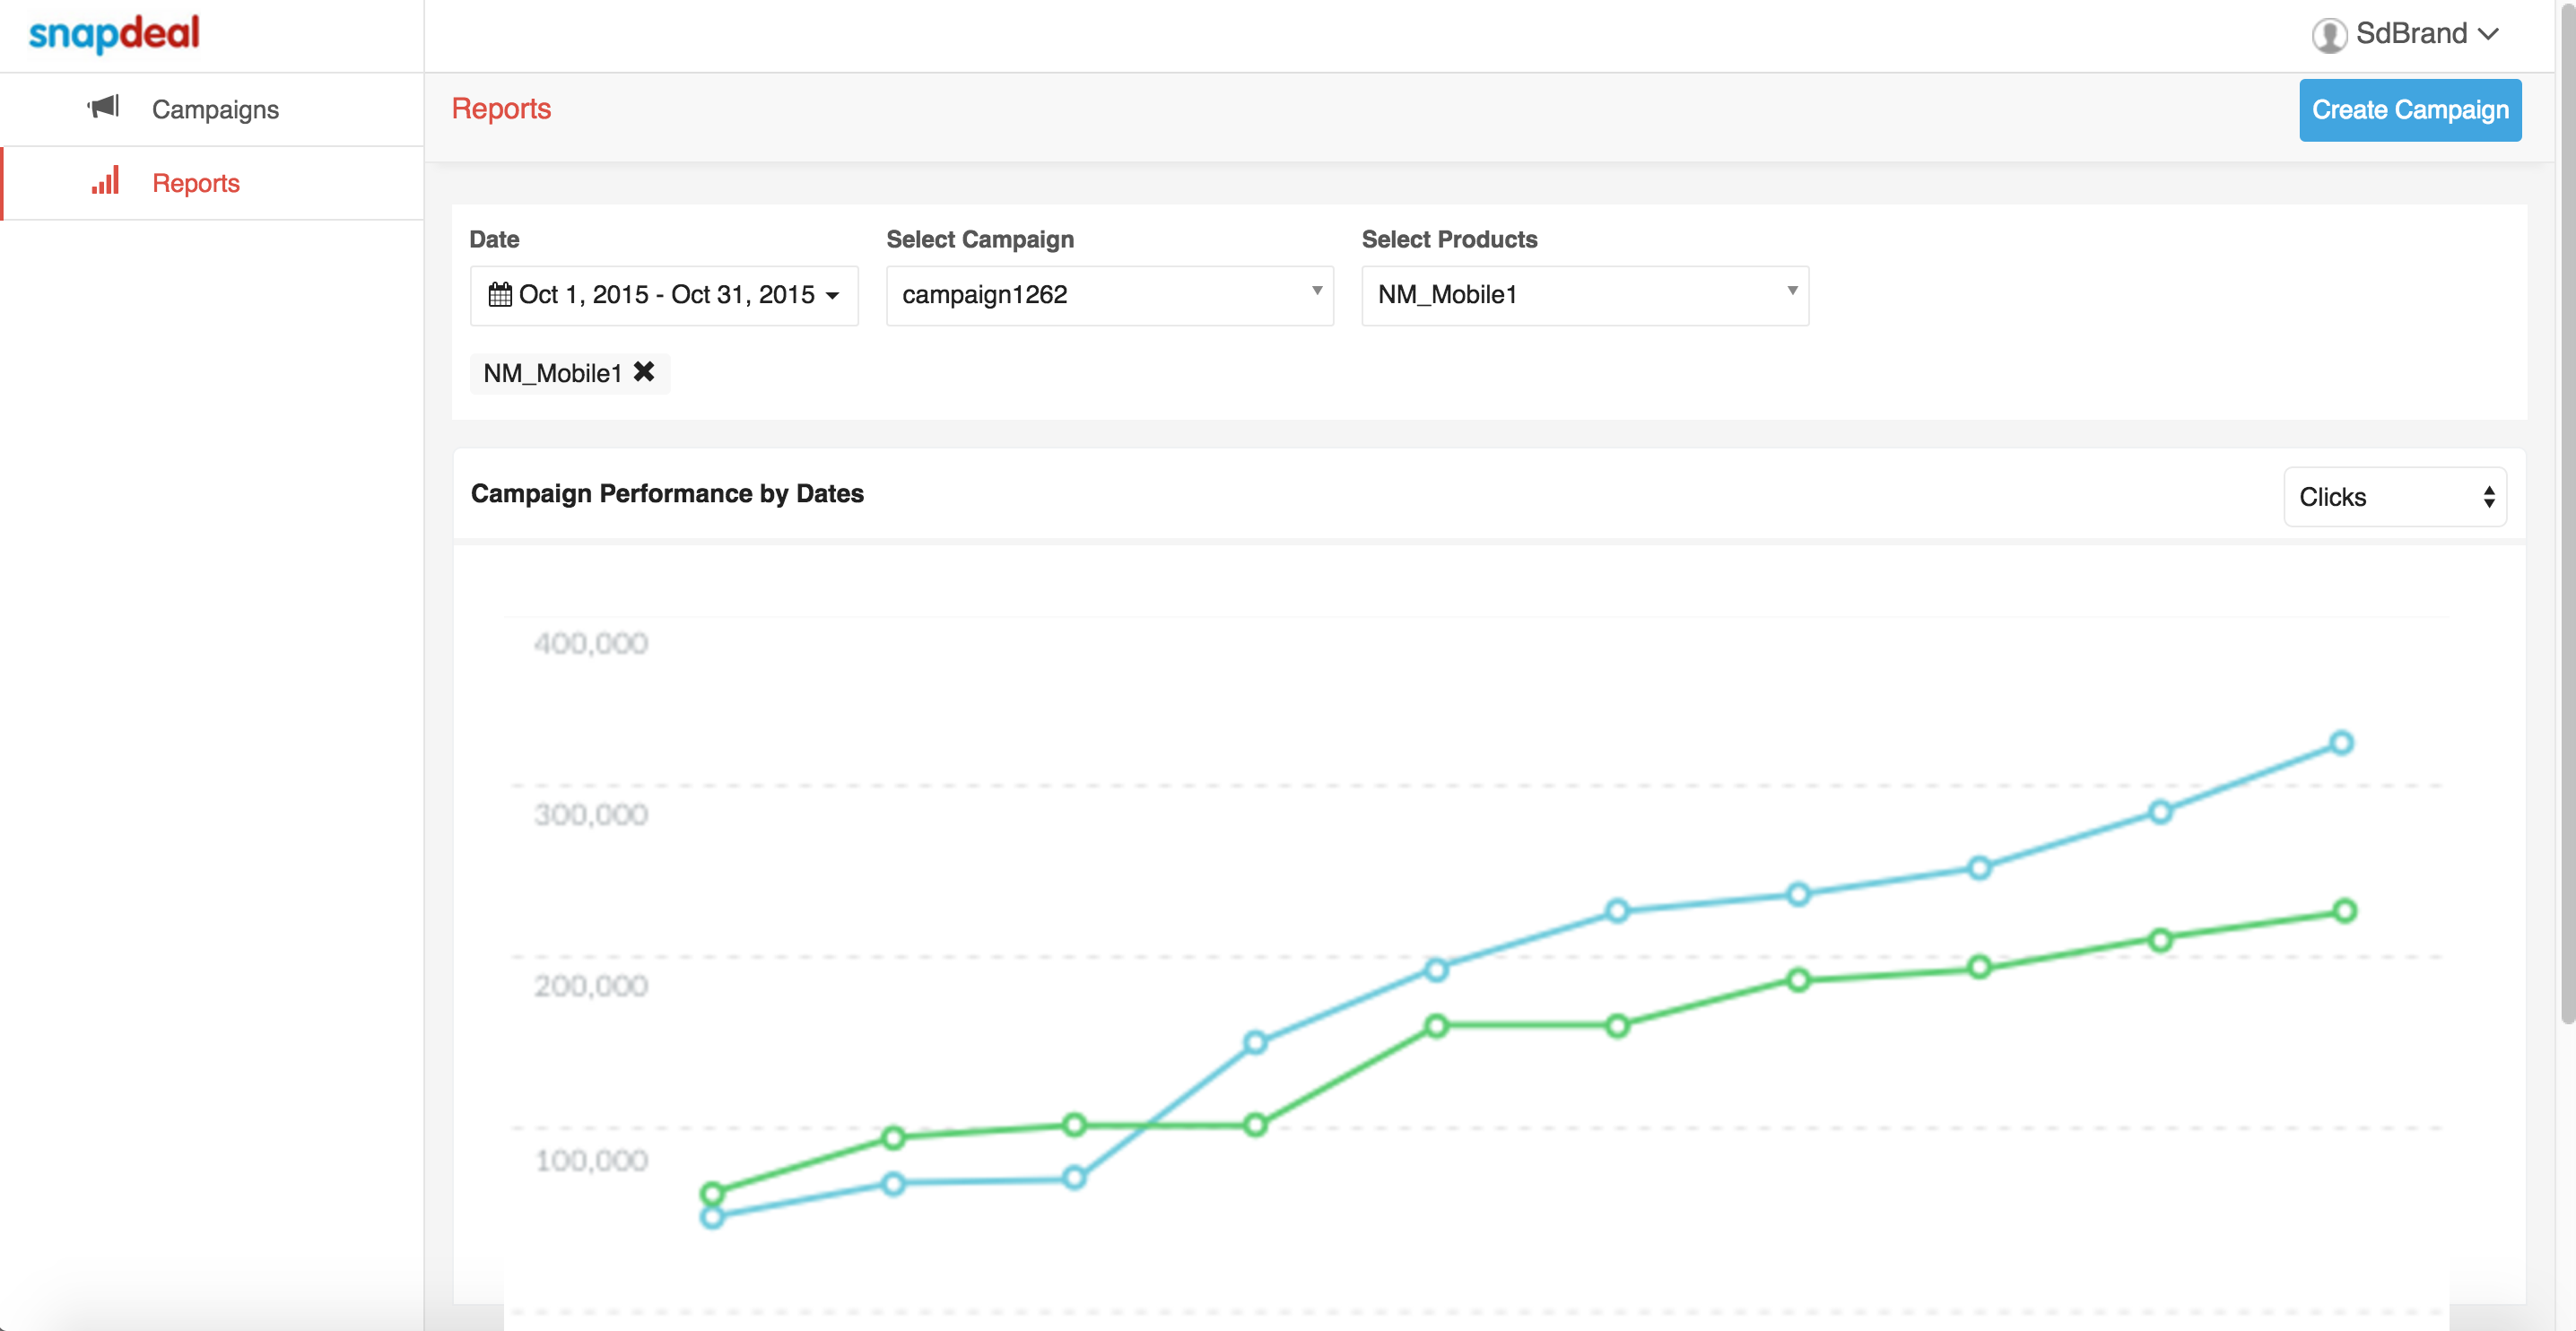 snapdeal
SdBrand
Campaigns
Reports
Reports
Create Campaign
Date
Select Campaign
Select Products
Oct 1, 2015 - Oct 31, 2015
campaign1262
NM_Mobile1
NM_Mobile1
Campaign Performance by Dates
Clicks
400,000
300,000
200,000
100,000